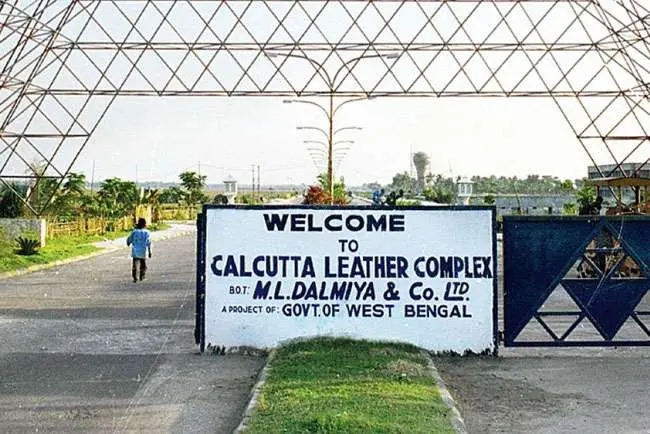 WELCOME
TO
CALCUTTA LEATHER COMPLEX
B.O.T: M.L. DALMIYA & CO. LTD.
A PROJECT OF: GOVT. OF WEST BENGAL